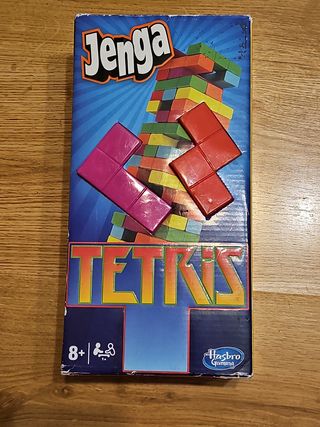 Jenga
TETRIS
8+
Hasbro
Gaming